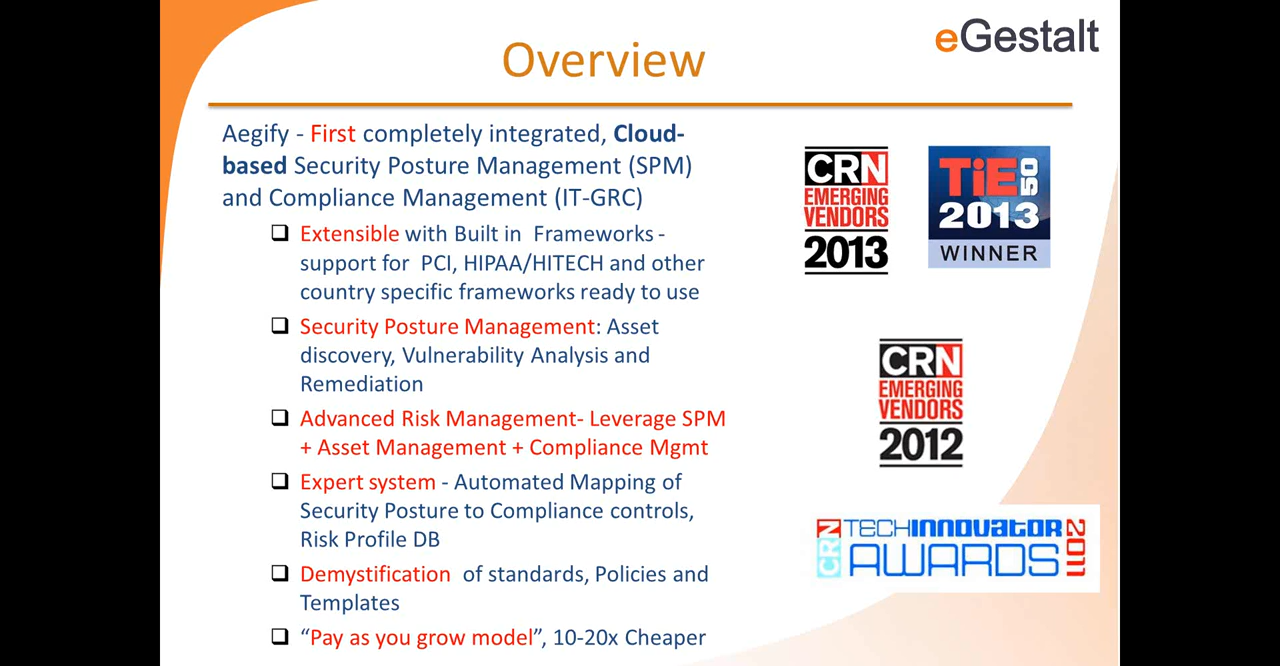 eGestalt
Overview
Aegify - First completely integrated, Cloud-
based Security Posture Management (SPM)
and Compliance Management (IT-GRC)
Extensible with Built in Frameworks -
support for PCI, HIPAA/HITECH and other
country specific frameworks ready to use
Security Posture Management: Asset
discovery, Vulnerability Analysis and
Remediation
Advanced Risk Management- Leverage SPM
+ Asset Management + Compliance Mgmt
Expert system - Automated Mapping of
Security Posture to Compliance controls,
Risk Profile DB
Demystification of standards, Policies and
Templates
“Pay as you grow model”, 10-20x Cheaper
CRN
EMERGING
VENDORS
2013
TiE50
2013
WINNER
CRN
EMERGING
VENDORS
2012
CRN
TECHINNOVATOR
AWARDS
2011